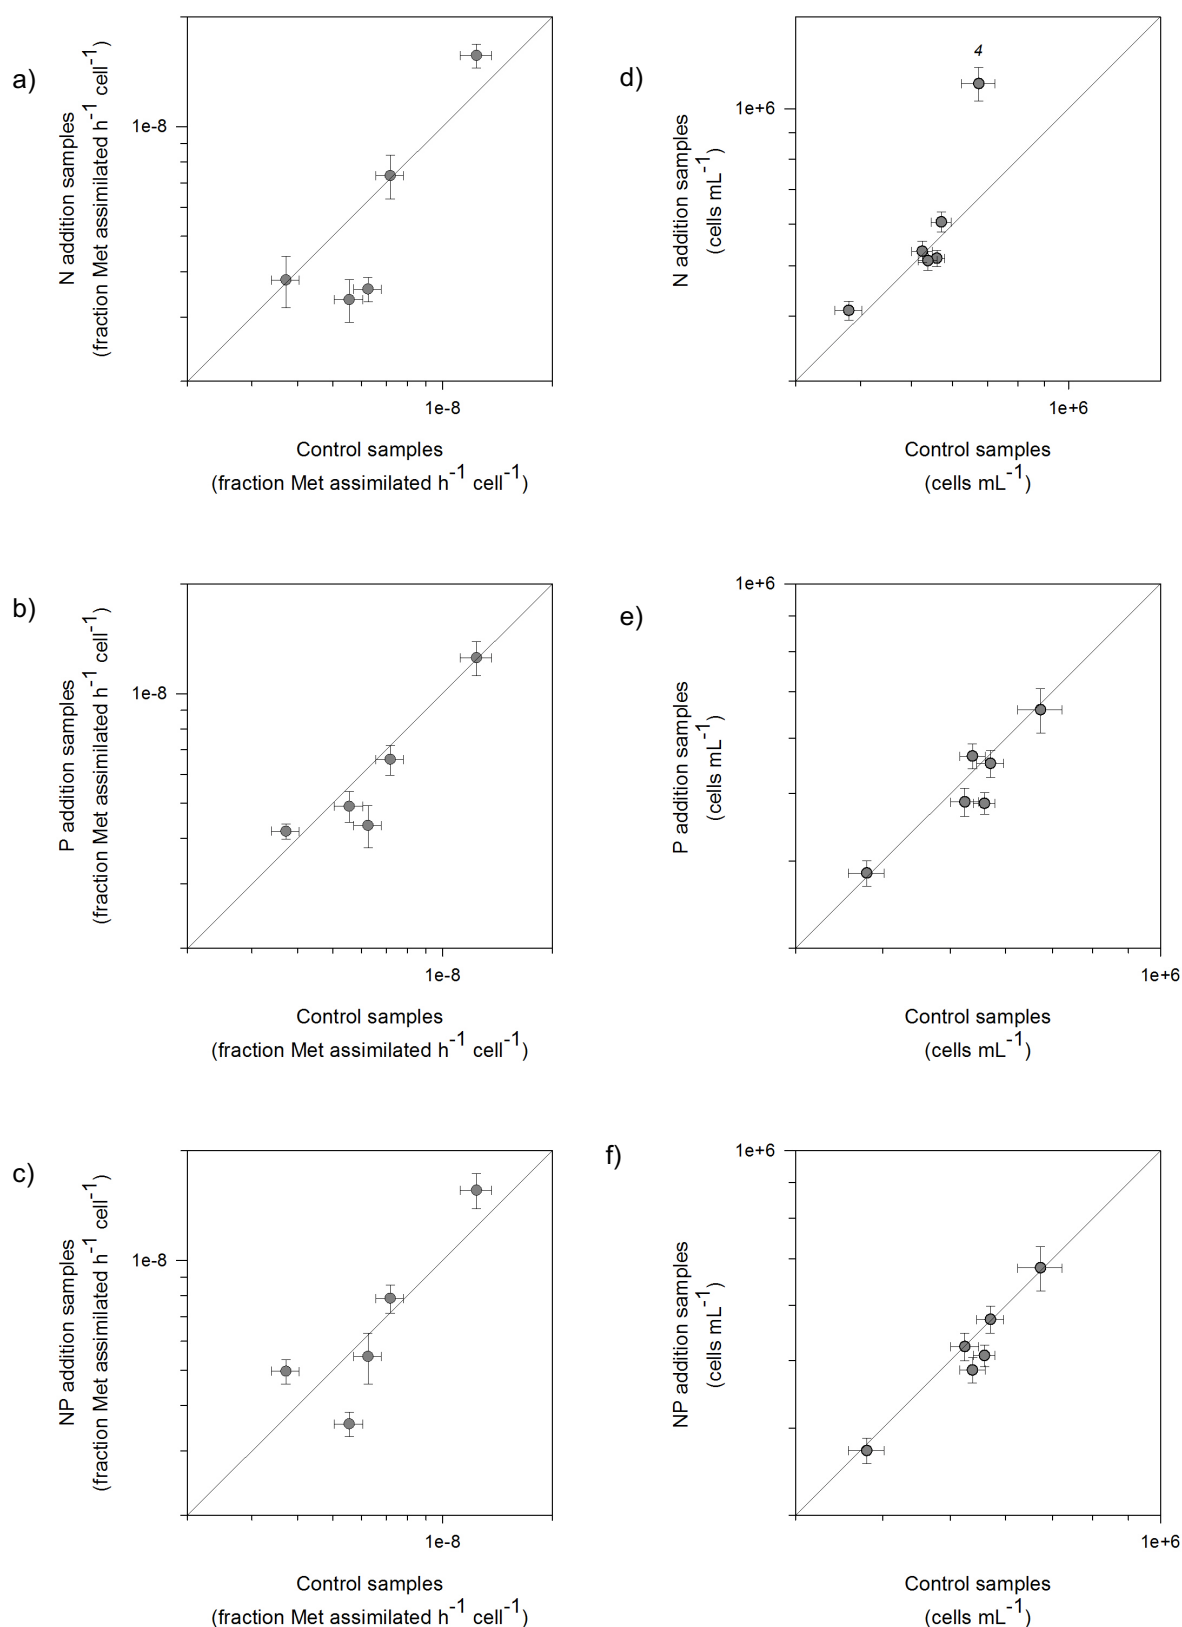 a)
N addition samples
(fraction Met assimilated h-1 cell-1)
1e-8
1e-8
Control samples
(fraction Met assimilated h-1 cell-1)
d)
N addition samples
(cells mL-1)
1e+6
4
1e+6
Control samples
(cells mL-1)
b)
P addition samples
(fraction Met assimilated h-1 cell-1)
1e-8
1e-8
Control samples
(fraction Met assimilated h-1 cell-1)
e)
P addition samples
(cells mL-1)
1e+6
1e+6
Control samples
(cells mL-1)
c)
NP addition samples
(fraction Met assimilated h-1 cell-1)
1e-8
1e-8
Control samples
(fraction Met assimilated h-1 cell-1)
f)
NP addition samples
(cells mL-1)
1e+6
1e+6
Control samples
(cells mL-1)